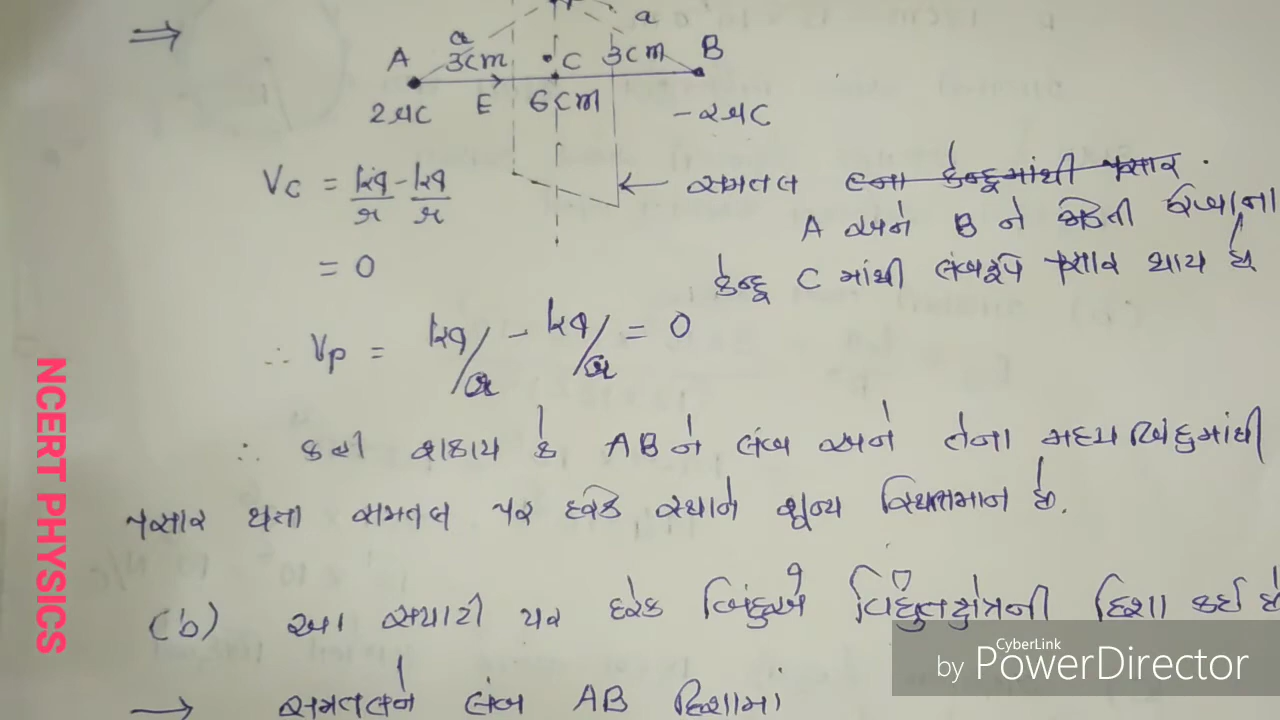 ⇒
a a
A 3cm C 3cm B
2μC E 6cm -2μC
Vc = kq/r - kq/r
← સમતલ
A અને B ને જોડતી રેખાના
= 0
કેન્દ્ર C માંથી લંબરૂપે પસાર થાય છે
∴ Vp = kq/r - kq/r = 0
∴ કહી શકાય કે AB ને લંબ અને તેના મધ્યબિંદુમાંથી
પસાર થતા સમતલ પર દરેક સ્થાને શૂન્ય સ્થિતિમાન છે.
(b) આ સપાટી પર દરેક બિંદુએ વિદ્યુતક્ષેત્રની દિશા કઈ છે
→ સમતલને લંબ AB દિશામાં
NCERT PHYSICS
CyberLink
by PowerDirector